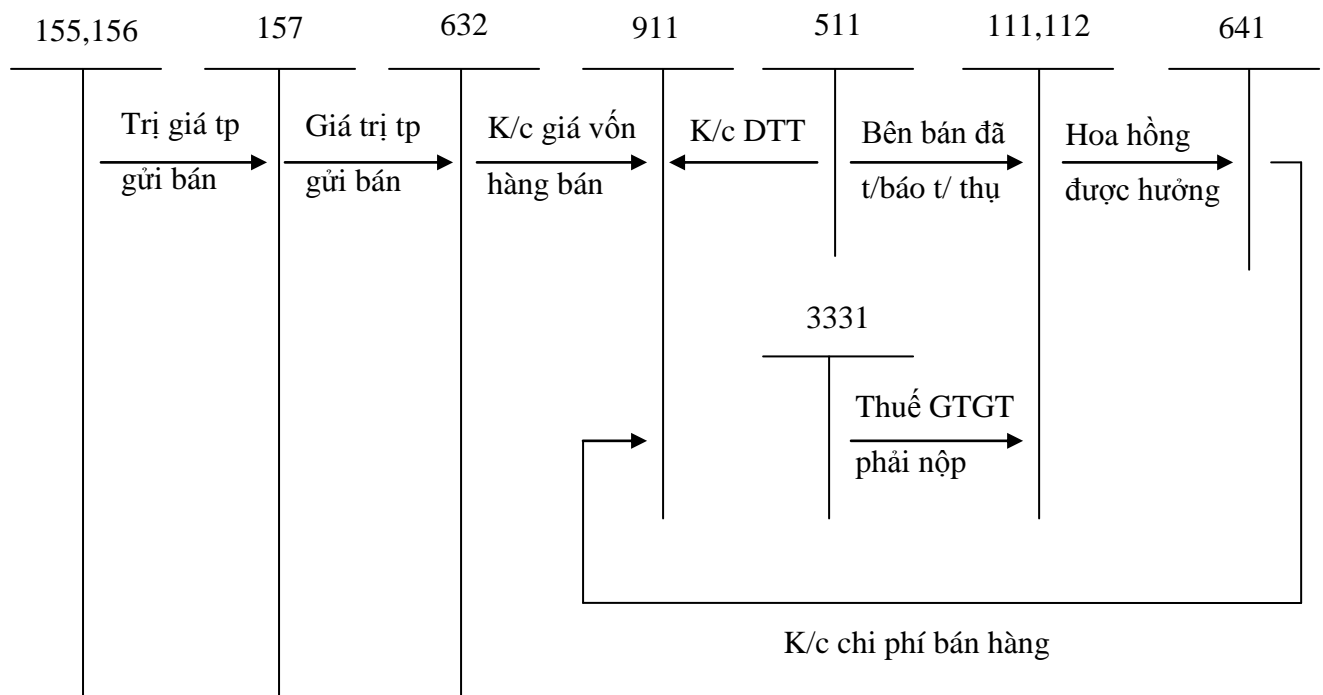 155,156 157 632 911 511 111,112 641
Trị giá tp Giá trị tp K/c giá vốn K/c DTT Bên bán đã Hoa hồng
gửi bán gửi bán hàng bán t/báo t/ thụ được hưởng
3331
Thuế GTGT
phải nộp
K/c chi phí bán hàng